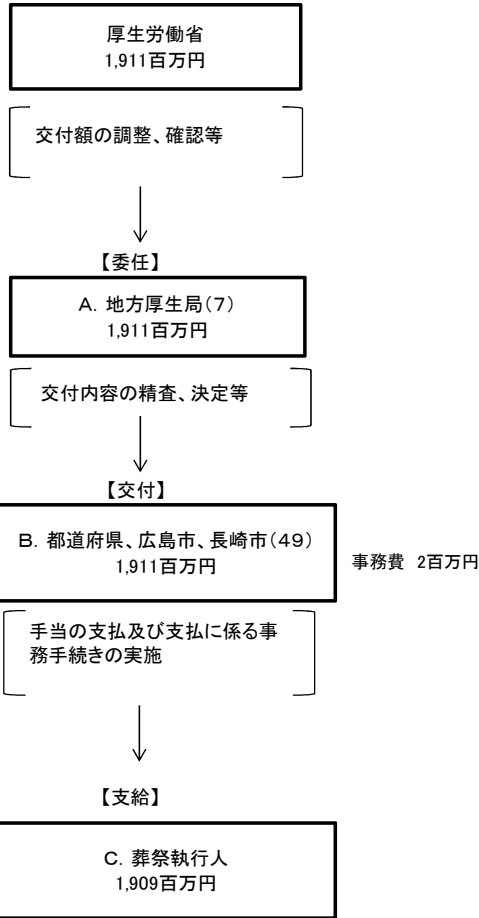 厚生労働省
1,911百万円
交付額の調整、確認等
【委任】
A. 地方厚生局(7)
1,911百万円
交付内容の精査、決定等
【交付】
B. 都道府県、広島市、長崎市(49)
1,911百万円
事務費 2百万円
手当の支払及び支払に係る事
務手続きの実施
【支給】
C. 葬祭執行人
1,909百万円